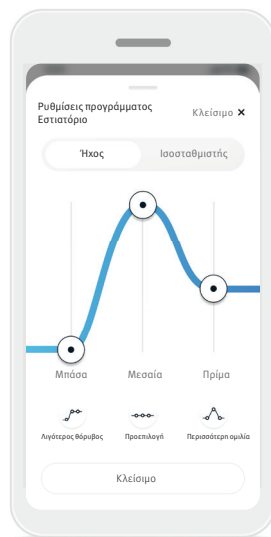 Ρυθμίσεις προγράμματος
Εστιατόριο
Κλείσιμο ×
Ήχος
Ισοσταθμιστής
Μπάσα
Μεσαία
Πρίμα
Λιγότερος θόρυβος
Προεπιλογή
Περισσότερη ομιλία
Κλείσιμο